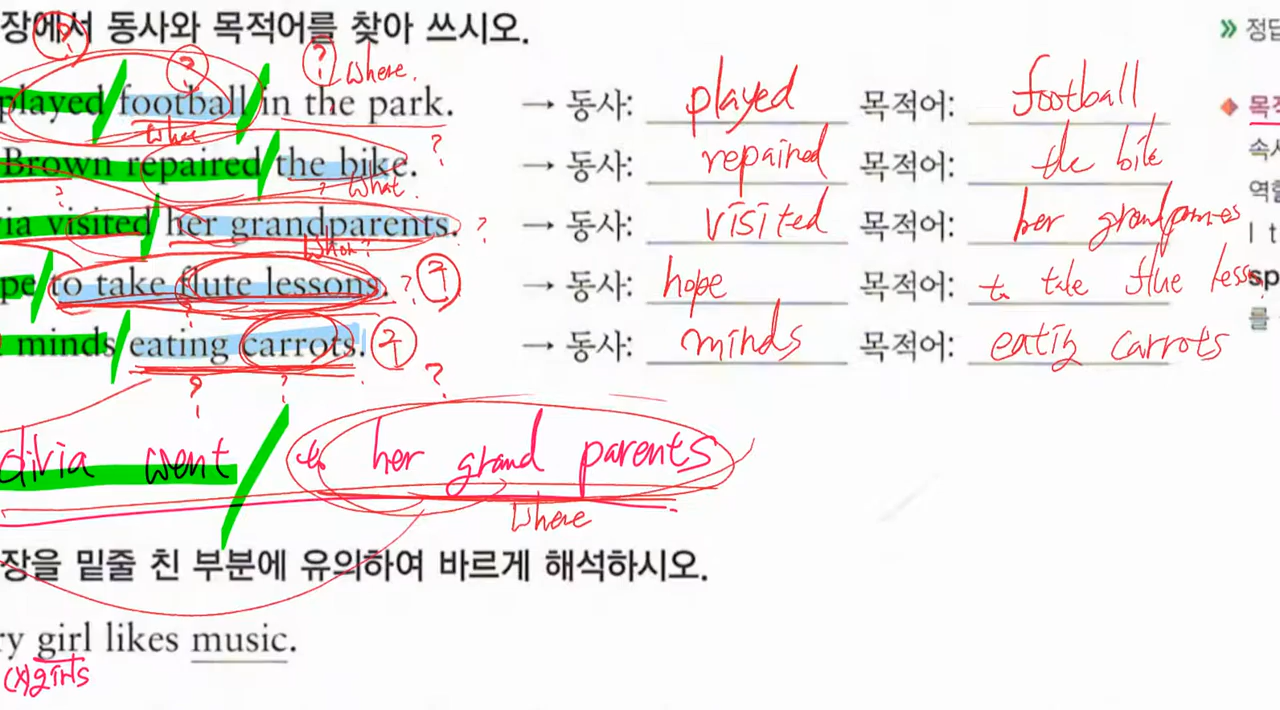 장에서 동사와 목적어를 찾아 쓰시오.
» 정답
? ? ? Where.
played football in the park. → 동사: played 목적어: football
목적
What ?
Brown repaired the bike. → 동사: repaired 목적어: the bike
속사
? ? What
역할
ia visited her grandparents. ? → 동사: visited 목적어: her
I t
Whom?
pe to take flute lessons. ? 구 → 동사: hope 목적어: to take flute
sp
를
minds eating carrots. 구 → 동사: minds 목적어: eating carrots
? ? ?
went to her grand parents
Where
장을 밑줄 친 부분에 유의하여 바르게 해석하시오.
ry girl likes music.
(X)girls